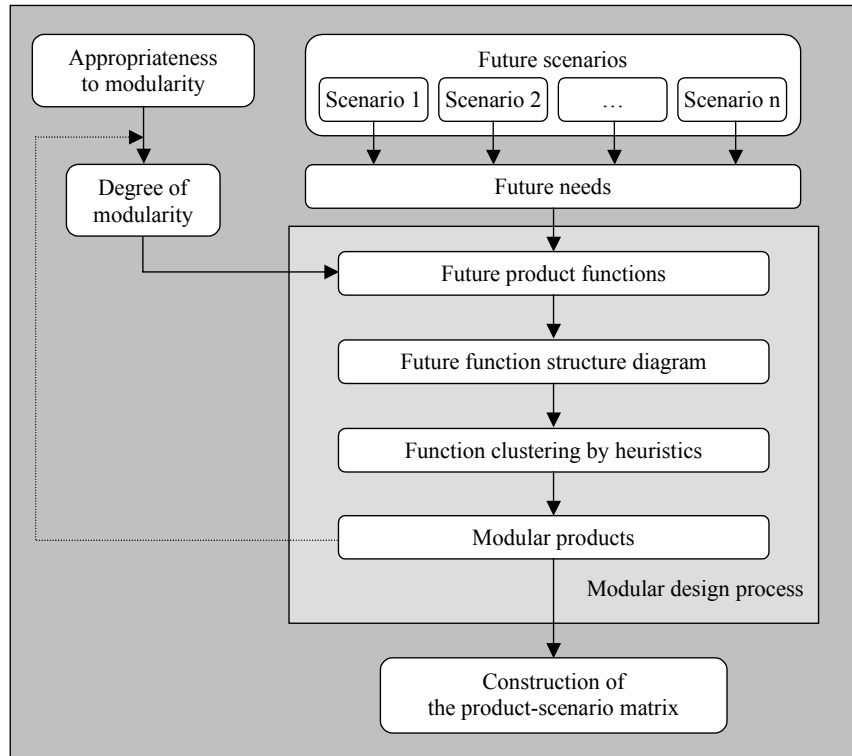 Appropriateness
to modularity
Future scenarios
Scenario 1
Scenario 2
…
Scenario n
Degree of
modularity
Future needs
Future product functions
Future function structure diagram
Function clustering by heuristics
Modular products
Modular design process
Construction of
the product-scenario matrix